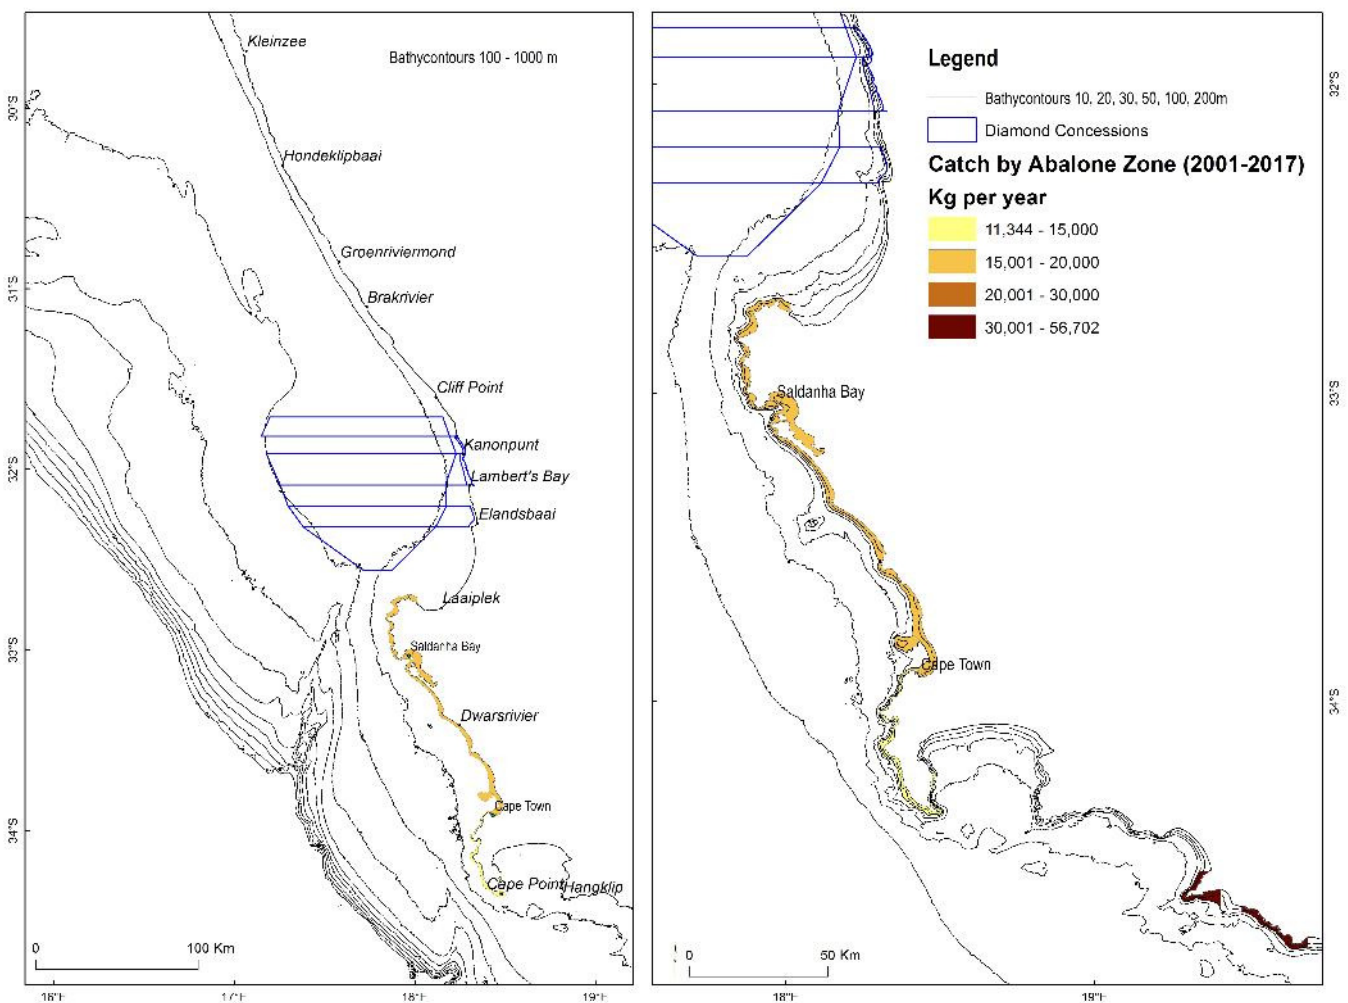 Kleinzee
Bathycontours 100 - 1000 m
30°S
Hondeklipbaai
Groenriviermond
31°S
Brakrivier
Cliff Point
Kanonpunt
32°S
Lambert's Bay
Elandsbaai
Laaiplek
Saldanha Bay
33°S
Dwarsrivier
Cape Town
34°S
Cape Point
Hangklip
0
100 Km
16°E
17°E
18°E
19°E
Legend
Bathycontours 10, 20, 30, 50, 100, 200m
Diamond Concessions
Catch by Abalone Zone (2001-2017)
Kg per year
11,344 - 15,000
15,001 - 20,000
20,001 - 30,000
30,001 - 56,702
32°S
Saldanha Bay
33°S
Cape Town
34°S
0
50 Km
18°E
19°E